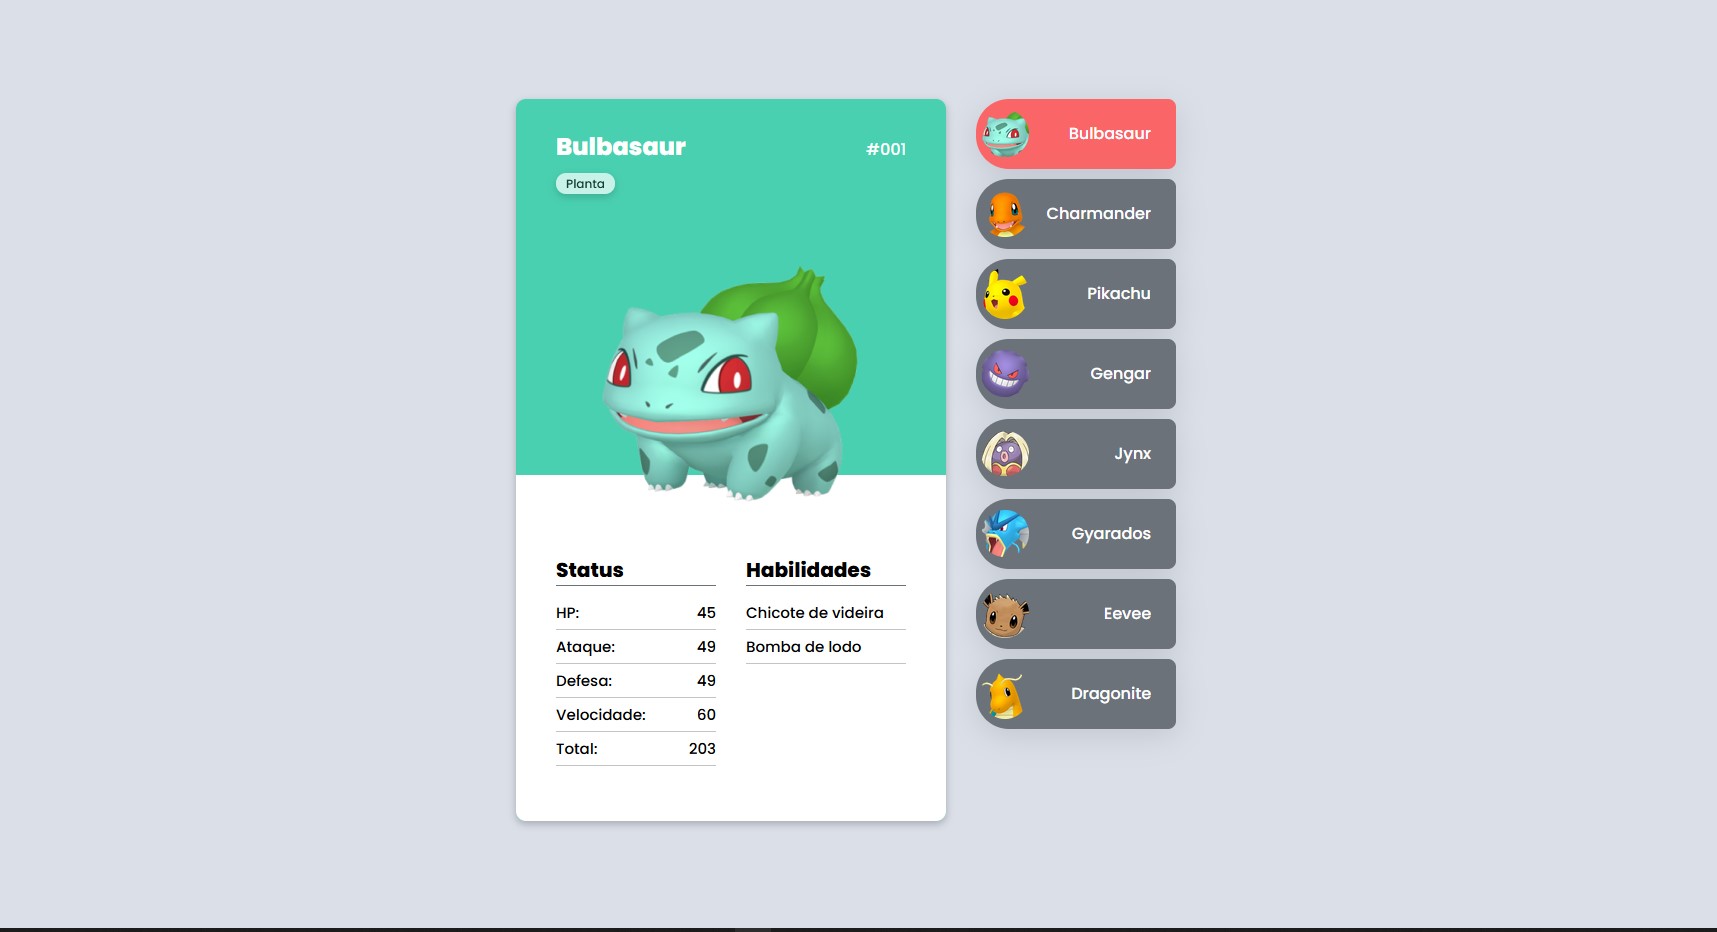 Bulbasaur
#001
Planta
Status
HP: 45
Ataque: 49
Defesa: 49
Velocidade: 60
Total: 203
Habilidades
Chicote de videira
Bomba de lodo
Bulbasaur
Charmander
Pikachu
Gengar
Jynx
Gyarados
Eevee
Dragonite